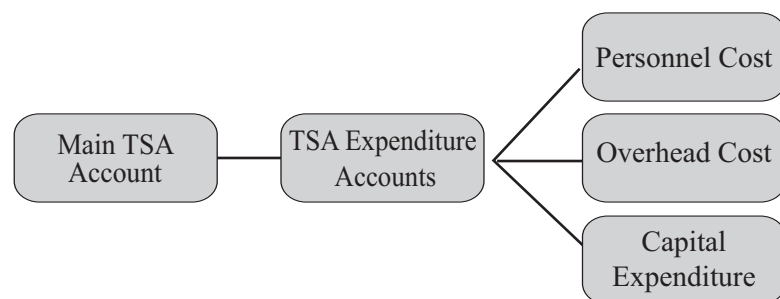 Main TSA
Account
TSA Expenditure
Accounts
Personnel Cost
Overhead Cost
Capital
Expenditure